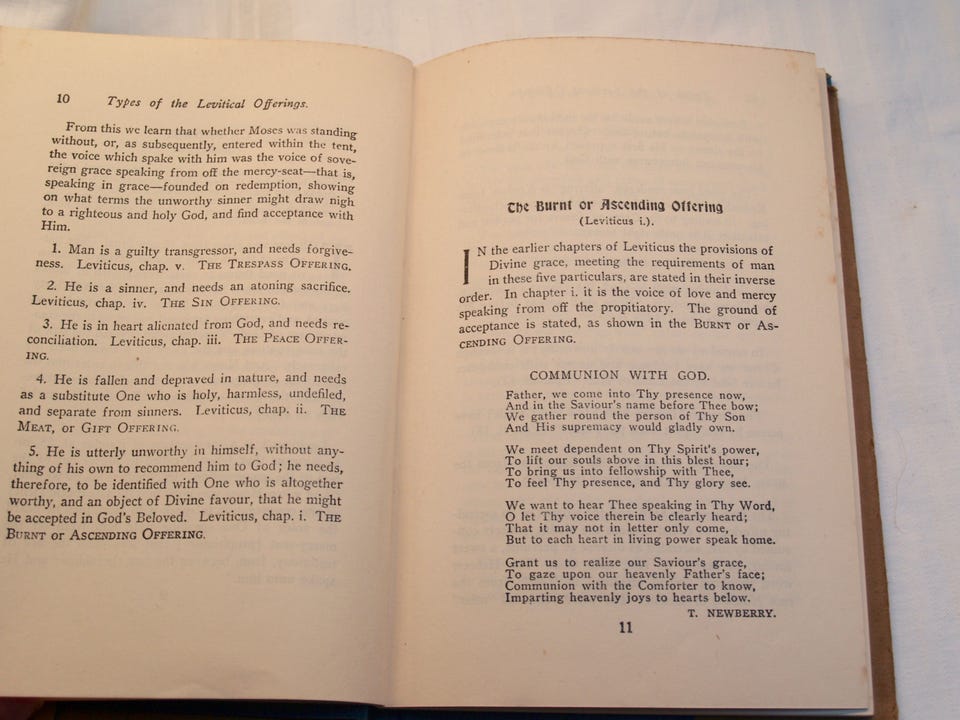 10 Types of the Levitical Offerings.
From this we learn that whether Moses was standing
without, or, as subsequently, entered within the tent,
the voice which spake with him was the voice of sove-
reign grace speaking from off the mercy-seat—that is,
speaking in grace—founded on redemption, showing
on what terms the unworthy sinner might draw nigh
to a righteous and holy God, and find acceptance with
Him.
1. Man is a guilty transgressor, and needs forgive-
ness. Leviticus, chap. v. THE TRESPASS OFFERING.
2. He is a sinner, and needs an atoning sacrifice.
Leviticus, chap. iv. THE SIN OFFERING.
3. He is in heart alienated from God, and needs re-
conciliation. Leviticus, chap. iii. THE PEACE OFFER-
ING.
4. He is fallen and depraved in nature, and needs
as a substitute One who is holy, harmless, undefiled,
and separate from sinners. Leviticus, chap. ii. THE
MEAT, or GIFT OFFERING.
5. He is utterly unworthy in himself, without any-
thing of his own to recommend him to God; he needs,
therefore, to be identified with One who is altogether
worthy, and an object of Divine favour, that he might
be accepted in God's Beloved. Leviticus, chap. i. THE
BURNT or ASCENDING OFFERING.
The Burnt or Ascending Offering
(Leviticus i.).
IN the earlier chapters of Leviticus the provisions of
Divine grace, meeting the requirements of man
in these five particulars, are stated in their inverse
order. In chapter i. it is the voice of love and mercy
speaking from off the propitiatory. The ground of
acceptance is stated, as shown in the BURNT or AS-
CENDING OFFERING.
COMMUNION WITH GOD.
Father, we come into Thy presence now,
And in the Saviour's name before Thee bow;
We gather round the person of Thy Son
And His supremacy would gladly own.
We meet dependent on Thy Spirit's power,
To lift our souls above in this blest hour;
To bring us into fellowship with Thee,
To feel Thy presence, and Thy glory see.
We want to hear Thee speaking in Thy Word,
O let Thy voice therein be clearly heard;
That it may not in letter only come,
But to each heart in living power speak home.
Grant us to realize our Saviour's grace,
To gaze upon our heavenly Father's face;
Communion with the Comforter to know,
Imparting heavenly joys to hearts below.
T. NEWBERRY.
11